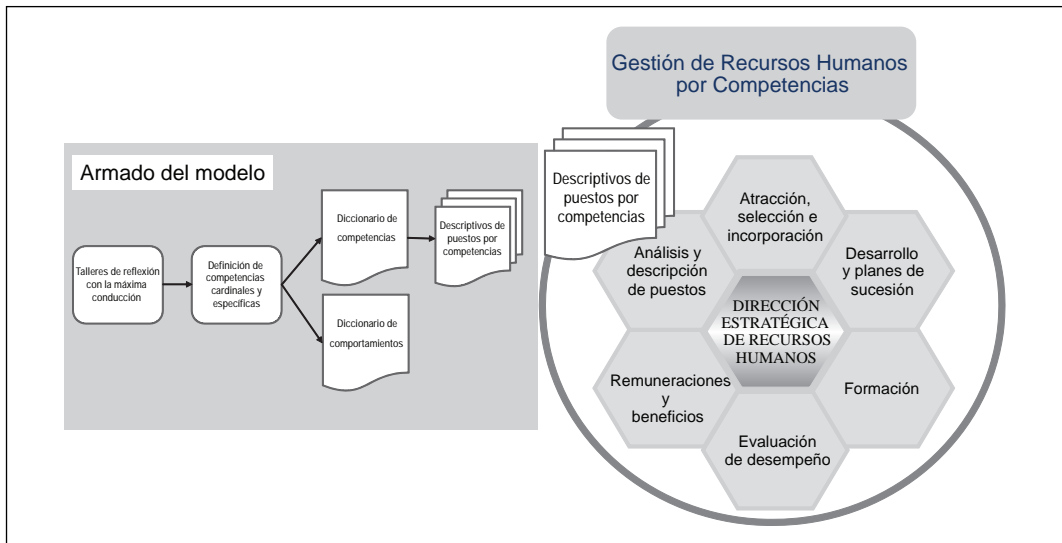 Gestión de Recursos Humanos
por Competencias
Armado del modelo
Talleres de reflexión
con la máxima
conducción
Definición de
competencias
cardinales y
específicas
Diccionario de
competencias
Descriptivos de
puestos por
competencias
Diccionario de
comportamientos
Descriptivos de
puestos por
competencias
Atracción,
selección e
incorporación
Análisis y
descripción
de puestos
Desarrollo
y planes de
sucesión
DIRECCIÓN
ESTRATÉGICA
DE RECURSOS
HUMANOS
Remuneraciones
y
beneficios
Formación
Evaluación
de desempeño